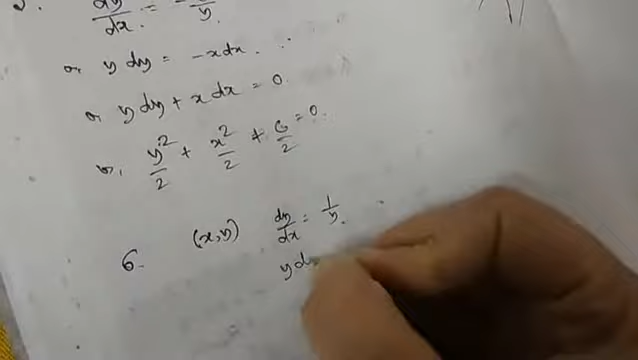 dy/dx = - x/y.
or, y dy = -x dx.
or, y dy + x dx = 0.
or, y²/2 + x²/2 + C/2 = 0.
6. (x,y) dy/dx = 1/y.
y d